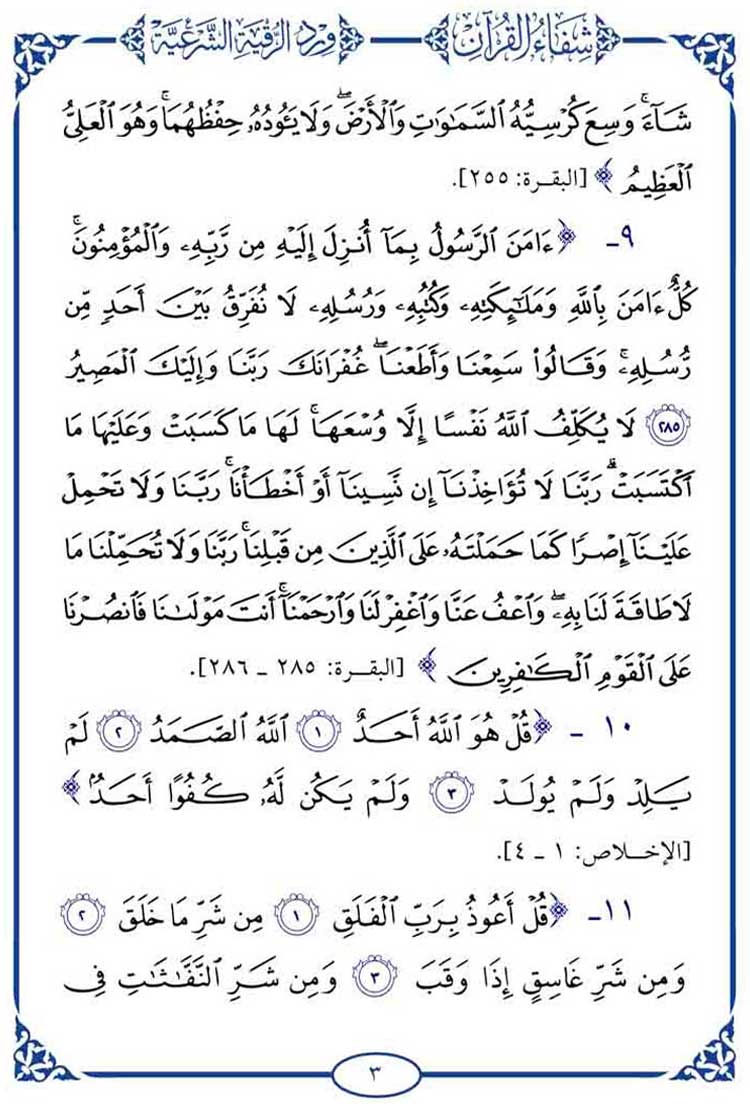 شِفَاءُ القُرْآنِ وِرْدُ الرُّقْيَةِ الشَّرْعِيَّةِ
شَآءَۚ وَسِعَ كُرْسِيُّهُ ٱلسَّمَٰوَٰتِ وَٱلْأَرْضَۖ وَلَا يَـُٔودُهُۥ حِفْظُهُمَاۚ وَهُوَ ٱلْعَلِىُّ
ٱلْعَظِيمُ ﴾ [البقرة: ٢٥٥].
٩- ﴿ءَامَنَ ٱلرَّسُولُ بِمَآ أُنزِلَ إِلَيْهِ مِن رَّبِّهِۦ وَٱلْمُؤْمِنُونَۚ
كُلٌّ ءَامَنَ بِٱللَّهِ وَمَلَٰٓئِكَتِهِۦ وَكُتُبِهِۦ وَرُسُلِهِۦ لَا نُفَرِّقُ بَيْنَ أَحَدٍ مِّن
رُّسُلِهِۦۚ وَقَالُوا۟ سَمِعْنَا وَأَطَعْنَاۖ غُفْرَانَكَ رَبَّنَا وَإِلَيْكَ ٱلْمَصِيرُ
٢٨٥ لَا يُكَلِّفُ ٱللَّهُ نَفْسًا إِلَّا وُسْعَهَاۚ لَهَا مَا كَسَبَتْ وَعَلَيْهَا مَا
ٱكْتَسَبَتْۗ رَبَّنَا لَا تُؤَاخِذْنَآ إِن نَّسِينَآ أَوْ أَخْطَأْنَاۚ رَبَّنَا وَلَا تَحْمِلْ
عَلَيْنَآ إِصْرًا كَمَا حَمَلْتَهُۥ عَلَى ٱلَّذِينَ مِن قَبْلِنَاۚ رَبَّنَا وَلَا تُحَمِّلْنَا مَا
لَا طَاقَةَ لَنَا بِهِۦۖ وَٱعْفُ عَنَّا وَٱغْفِرْ لَنَا وَٱرْحَمْنَآۚ أَنتَ مَوْلَىٰنَا فَٱنصُرْنَا
عَلَى ٱلْقَوْمِ ٱلْكَٰفِرِينَ ﴾ [البقرة: ٢٨٥ - ٢٨٦].
١٠ - ﴿قُلْ هُوَ ٱللَّهُ أَحَدٌ ١ ٱللَّهُ ٱلصَّمَدُ ٢ لَمْ
يَلِدْ وَلَمْ يُولَدْ ٣ وَلَمْ يَكُن لَّهُۥ كُفُوًا أَحَدٌۢ﴾
[الإخلاص: ١ - ٤].
١١- ﴿قُلْ أَعُوذُ بِرَبِّ ٱلْفَلَقِ ١ مِن شَرِّ مَا خَلَقَ ٢
وَمِن شَرِّ غَاسِقٍ إِذَا وَقَبَ ٣ وَمِن شَرِّ ٱلنَّفَّٰثَٰتِ فِى
٣